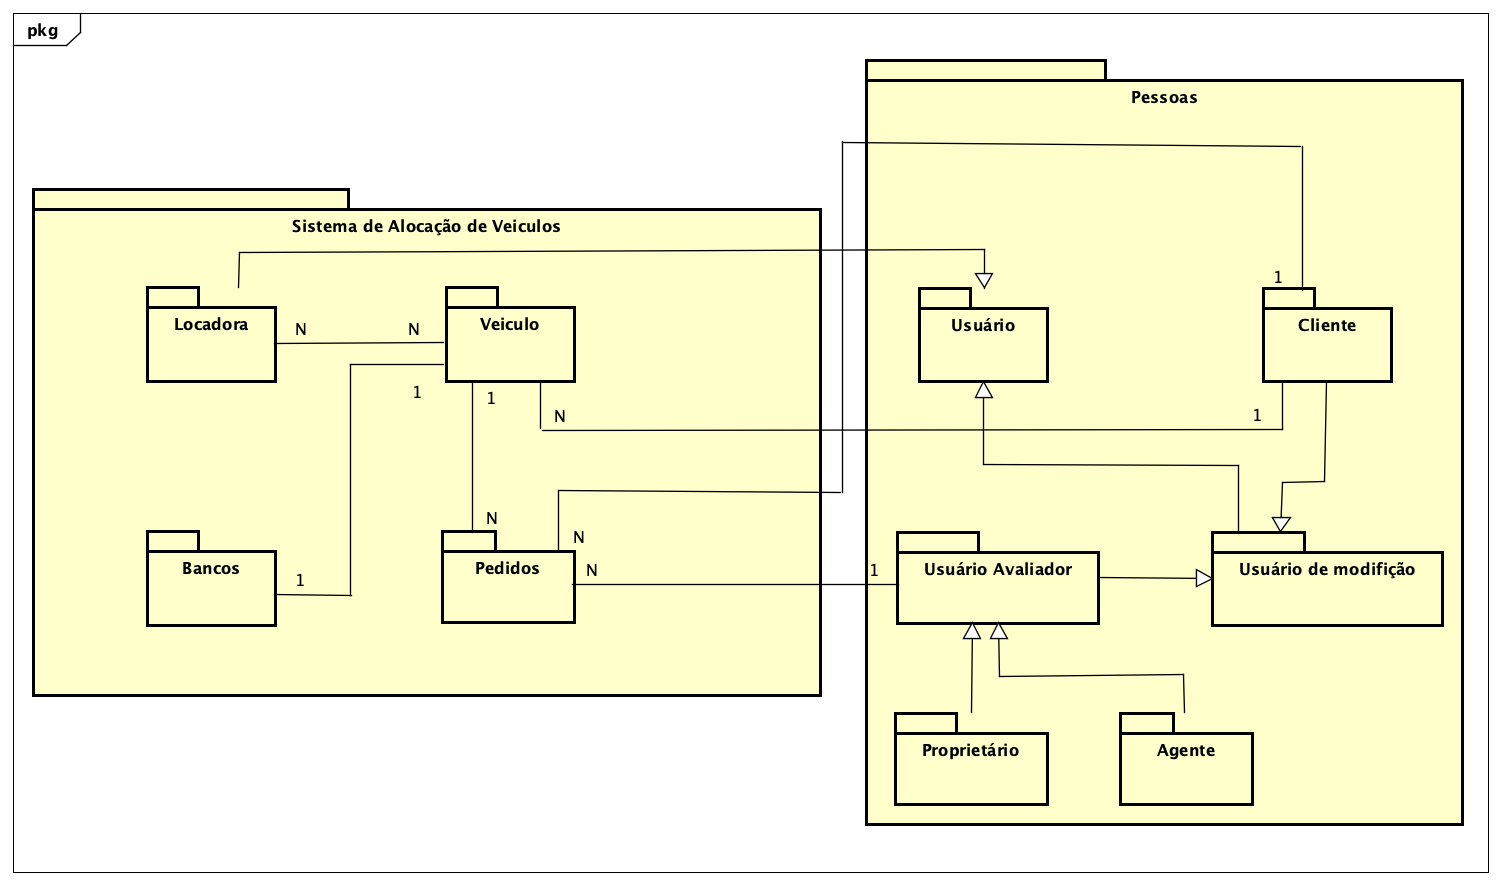 pkg
Pessoas
Sistema de Alocação de Veiculos
1
Locadora
N
N
Veiculo
Usuário
Cliente
1
1
N
1
N
N
Bancos
1
Pedidos
N
1
Usuário Avaliador
Usuário de modifição
Proprietário
Agente